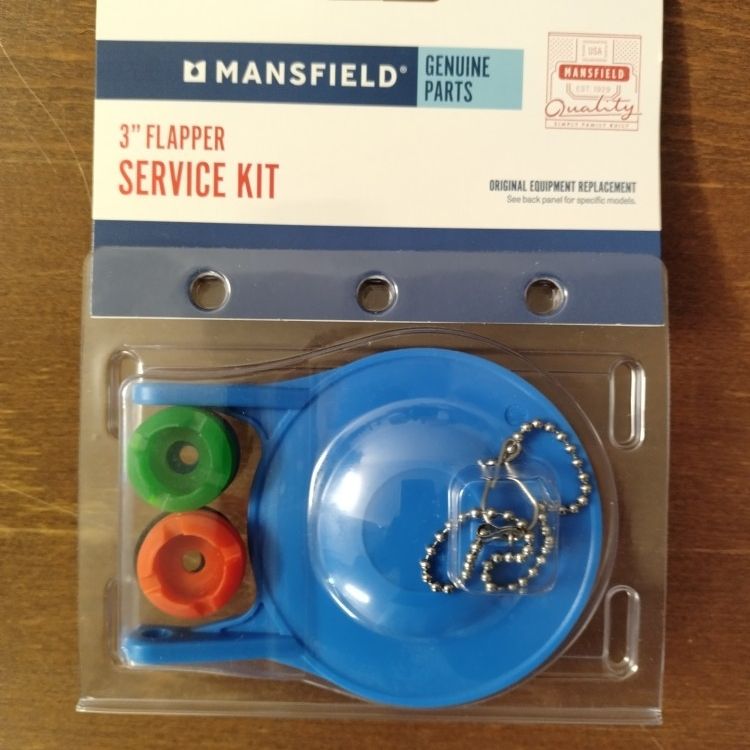 MANSFIELD®
GENUINE
PARTS
USA
MANSFIELD
EST 1929
Quality
SIMPLY FAMILY BUILT
3" FLAPPER
SERVICE KIT
ORIGINAL EQUIPMENT REPLACEMENT
See back panel for specific models.